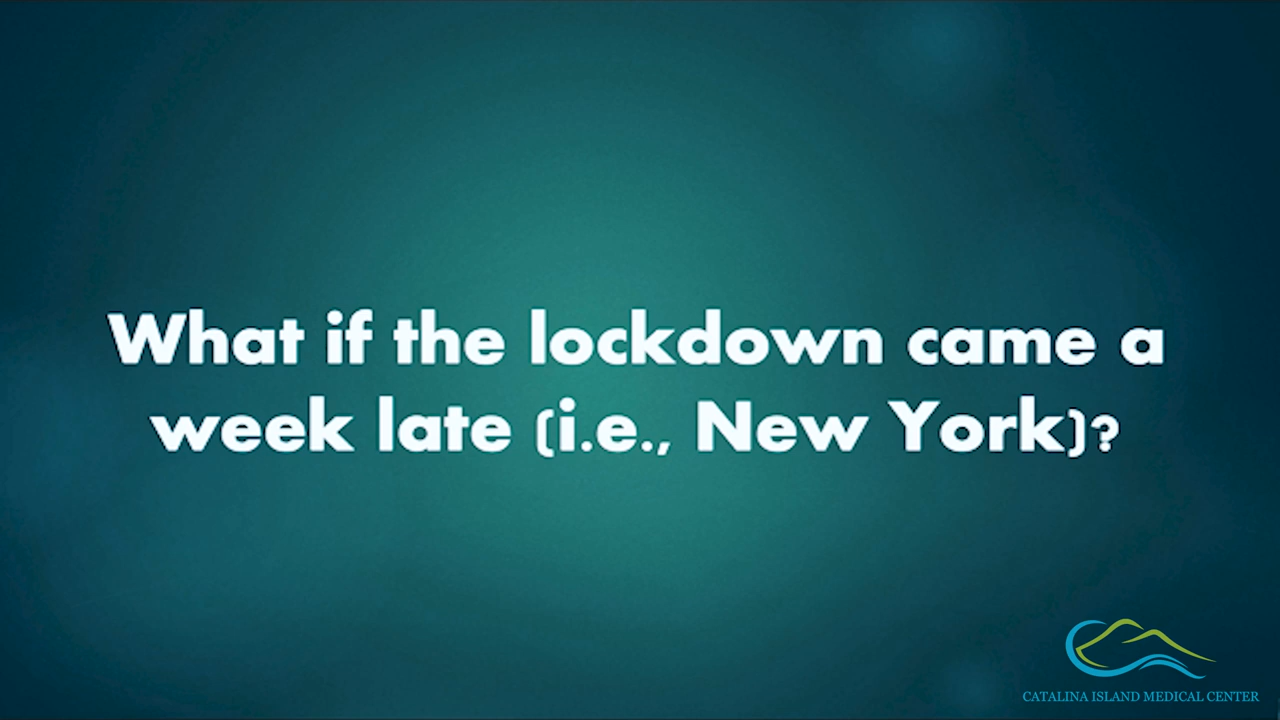 What if the lockdown came a
week late (i.e., New York)?
CATALINA ISLAND MEDICAL CENTER